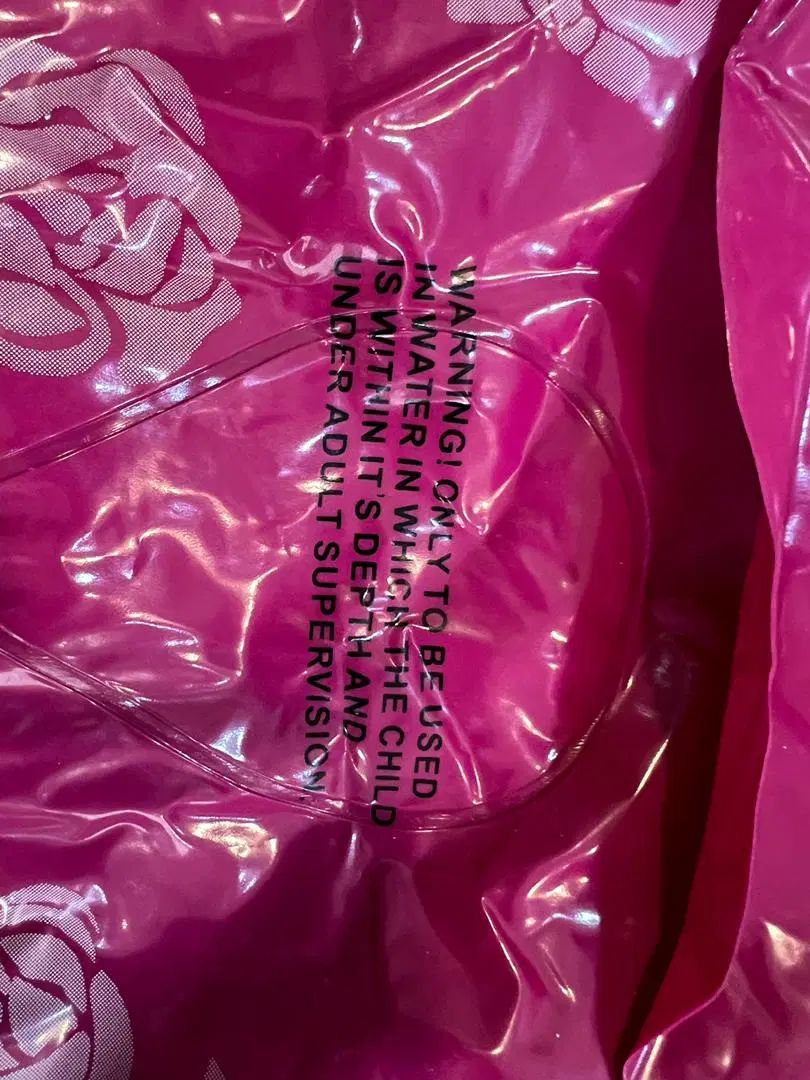 WARNING! ONLY TO BE USED
IN WATER IN WHICH THE CHILD
IS WITHIN IT'S DEPTH AND
UNDER ADULT SUPERVISION.